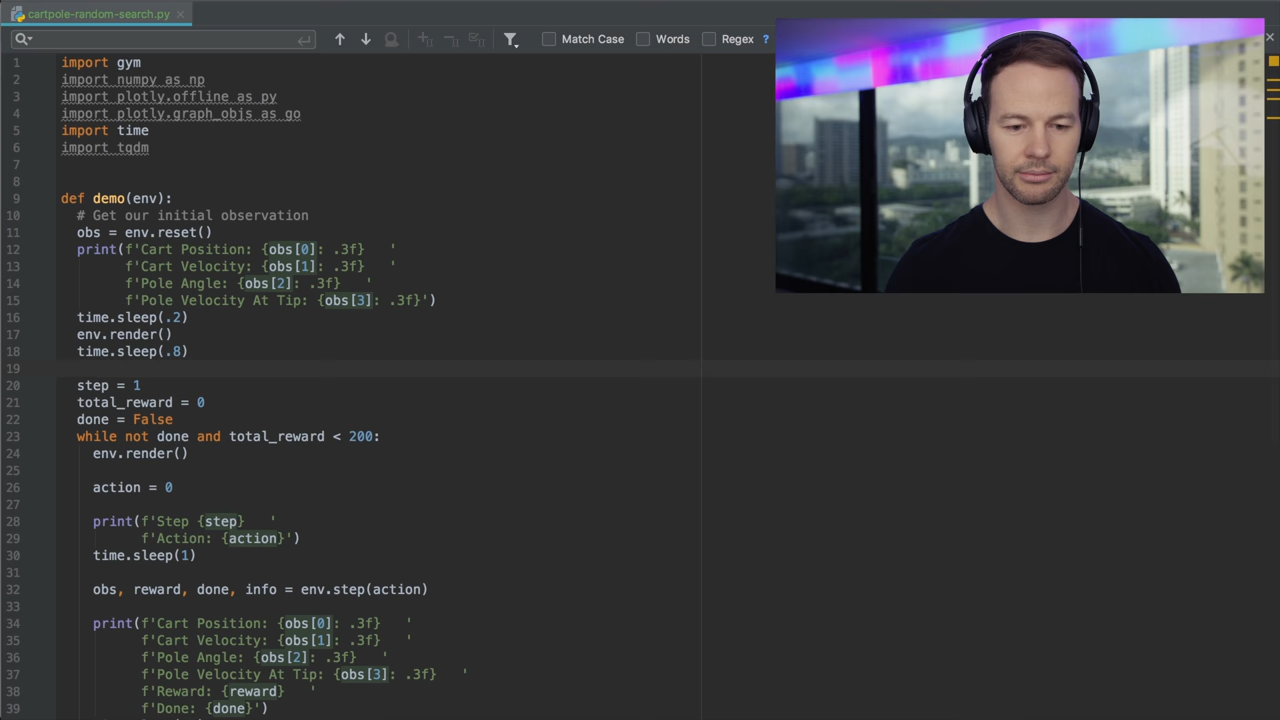 cartpole-random-search.py
Match Case
Words
Regex
?
1 import gym
2 import numpy as np
3 import plotly.offline as py
4 import plotly.graph_objs as go
5 import time
6 import tqdm
7
8
9 def demo(env):
10 # Get our initial observation
11 obs = env.reset()
12 print(f'Cart Position: {obs[0]: .3f}   '
13 f'Cart Velocity: {obs[1]: .3f}   '
14 f'Pole Angle: {obs[2]: .3f}   '
15 f'Pole Velocity At Tip: {obs[3]: .3f}')
16 time.sleep(.2)
17 env.render()
18 time.sleep(.8)
19
20 step = 1
21 total_reward = 0
22 done = False
23 while not done and total_reward < 200:
24 env.render()
25
26 action = 0
27
28 print(f'Step {step}   '
29 f'Action: {action}')
30 time.sleep(1)
31
32 obs, reward, done, info = env.step(action)
33
34 print(f'Cart Position: {obs[0]: .3f}   '
35 f'Cart Velocity: {obs[1]: .3f}   '
36 f'Pole Angle: {obs[2]: .3f}   '
37 f'Pole Velocity At Tip: {obs[3]: .3f}   '
38 f'Reward: {reward}   '
39 f'Done: {done}')